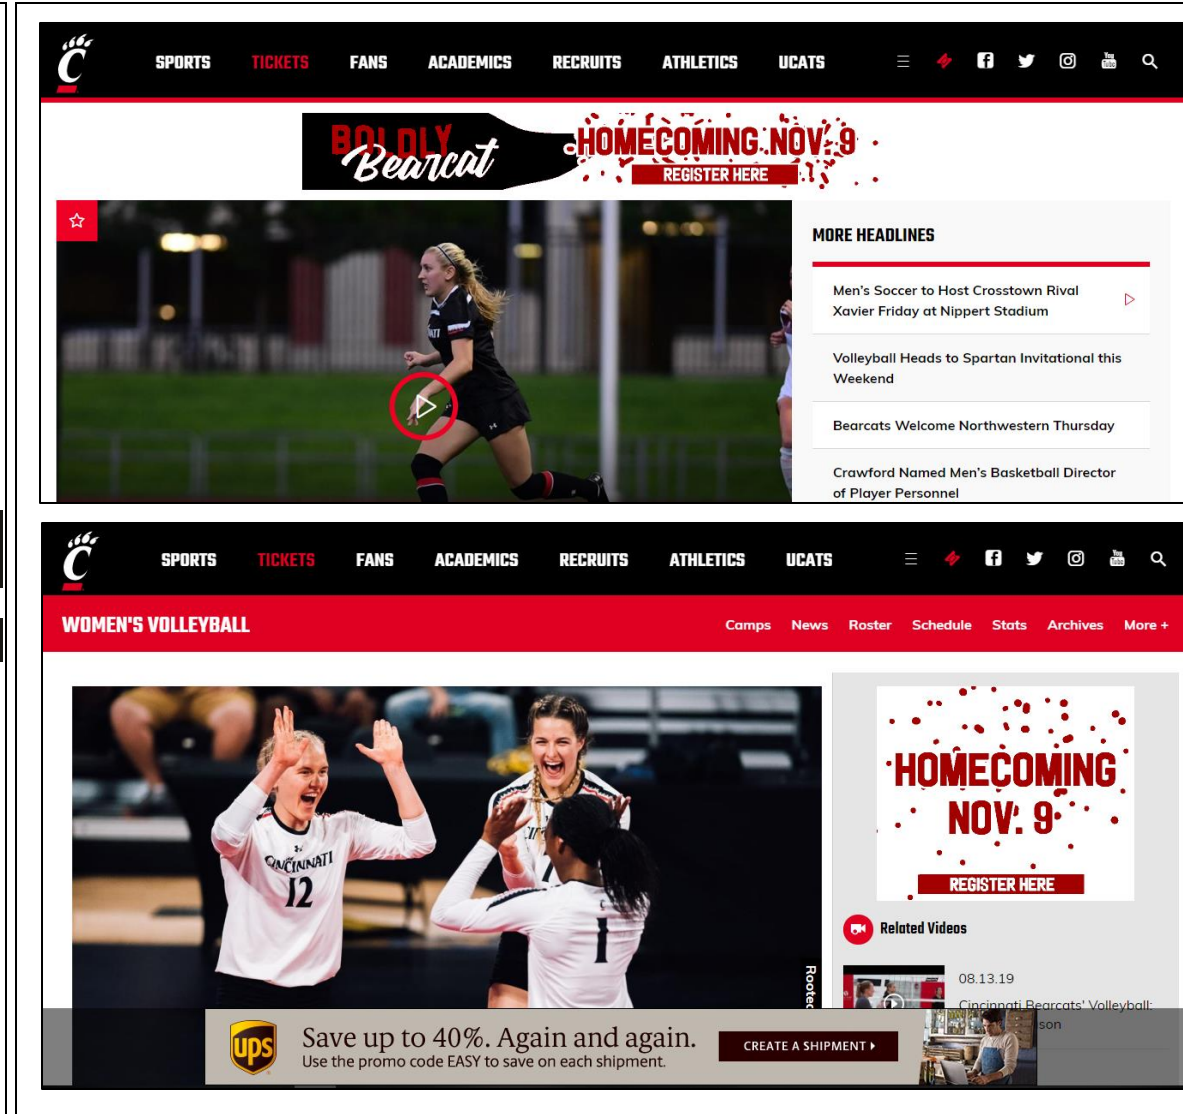 SPORTS TICKETS FANS ACADEMICS RECRUITS ATHLETICS UCATS
BOLDLY
Bearcat
HOMECOMING NOV. 9
REGISTER HERE
MORE HEADLINES
Men's Soccer to Host Crosstown Rival
Xavier Friday at Nippert Stadium
Volleyball Heads to Spartan Invitational this
Weekend
Bearcats Welcome Northwestern Thursday
Crawford Named Men's Basketball Director
of Player Personnel
C
SPORTS TICKETS FANS ACADEMICS RECRUITS ATHLETICS UCATS
WOMEN'S VOLLEYBALL
Camps News Roster Schedule Stats Archives More +
CINCINNATI
12
1
Rooted
HOMECOMING
NOV. 9
REGISTER HERE
Related Videos
08.13.19
Cincinnati Bearcats' Volleyball:
ups
Save up to 40%. Again and again.
Use the promo code EASY to save on each shipment.
CREATE A SHIPMENT